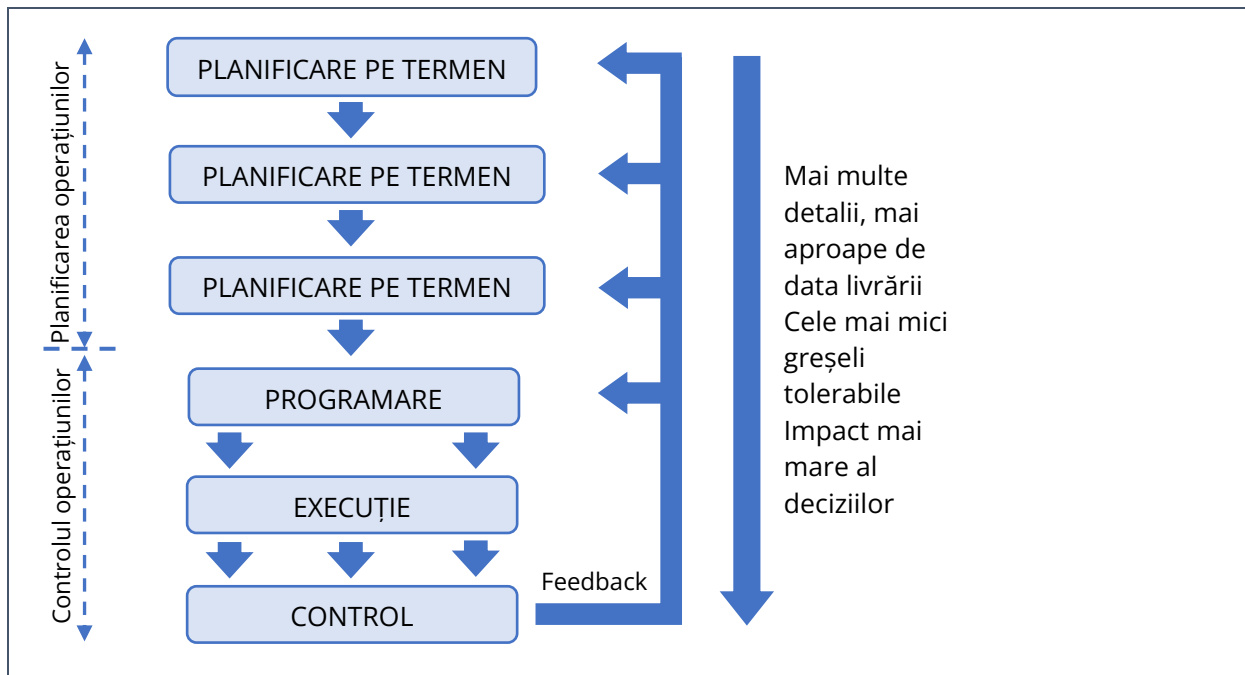 Planificarea operațiunilor
Controlul operațiunilor
PLANIFICARE PE TERMEN
PLANIFICARE PE TERMEN
PLANIFICARE PE TERMEN
PROGRAMARE
EXECUȚIE
CONTROL
Feedback
Mai multe
detalii, mai
aproape de
data livrării
Cele mai mici
greșeli
tolerabile
Impact mai
mare al
deciziilor